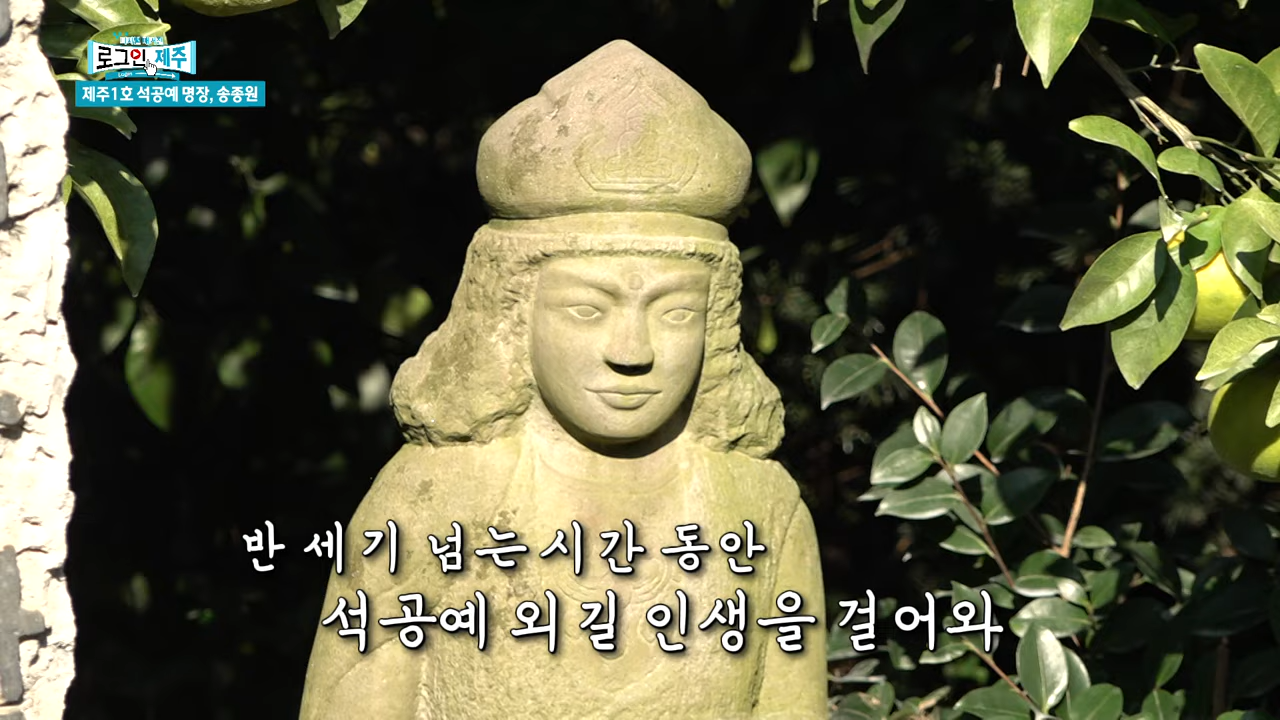 로그인 제주
제주1호 석공예 명장, 송종원
반 세기 넘는 시간 동안
석공예 외 길 인생을 걸어와